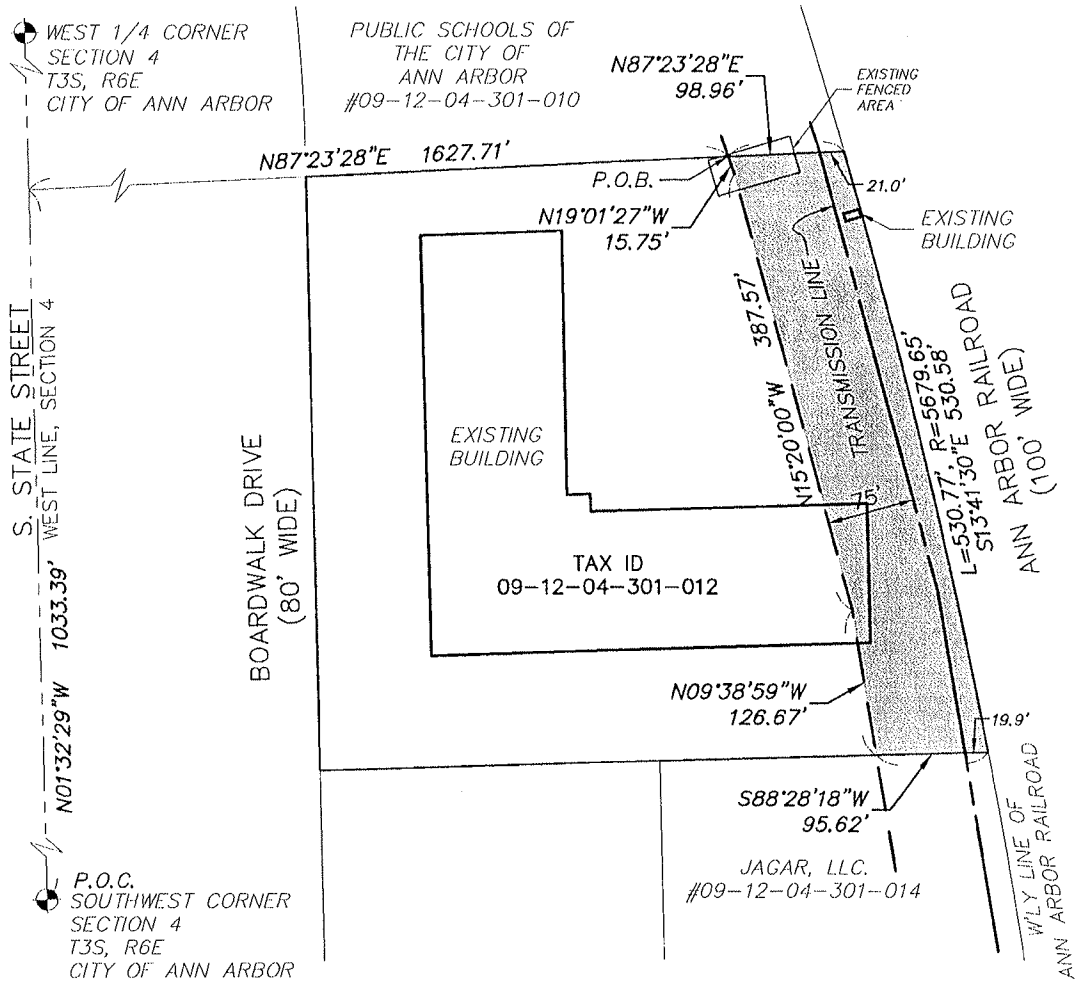 WEST 1/4 CORNER
SECTION 4
T3S, R6E
CITY OF ANN ARBOR
PUBLIC SCHOOLS OF
THE CITY OF
ANN ARBOR
#09-12-04-301-010
N87°23'28"E
98.96'
EXISTING
FENCED
AREA
N87°23'28"E 1627.71'
P.O.B.
21.0'
N19°01'27"W
15.75'
EXISTING
BUILDING
S. STATE STREET
WEST LINE, SECTION 4
N01°32'29"W 1033.39'
BOARDWALK DRIVE
(80' WIDE)
EXISTING
BUILDING
TAX ID
09-12-04-301-012
N15°20'00"W 387.57'
TRANSMISSION LINE
75'
L=530.77', R=5679.65'
S13°41'30"E 530.58'
ANN ARBOR RAILROAD
(100' WIDE)
N09°38'59"W
126.67'
19.9'
S88°28'18"W
95.62'
JAGAR, LLC.
#09-12-04-301-014
W'LY LINE OF
ANN ARBOR RAILROAD
P.O.C.
SOUTHWEST CORNER
SECTION 4
T3S, R6E
CITY OF ANN ARBOR